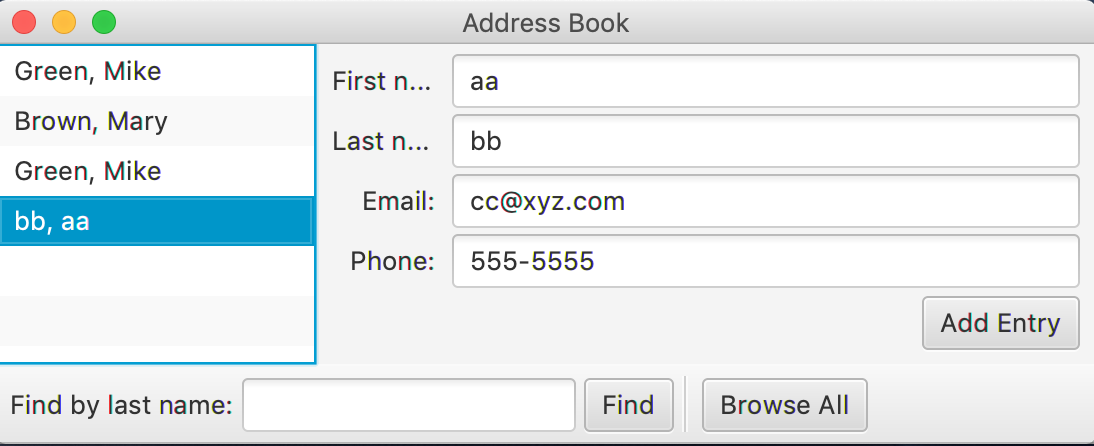 Address Book
Green, Mike
Brown, Mary
Green, Mike
bb, aa
First n... aa
Last n... bb
Email: cc@xyz.com
Phone: 555-5555
Add Entry
Find by last name: Find Browse All